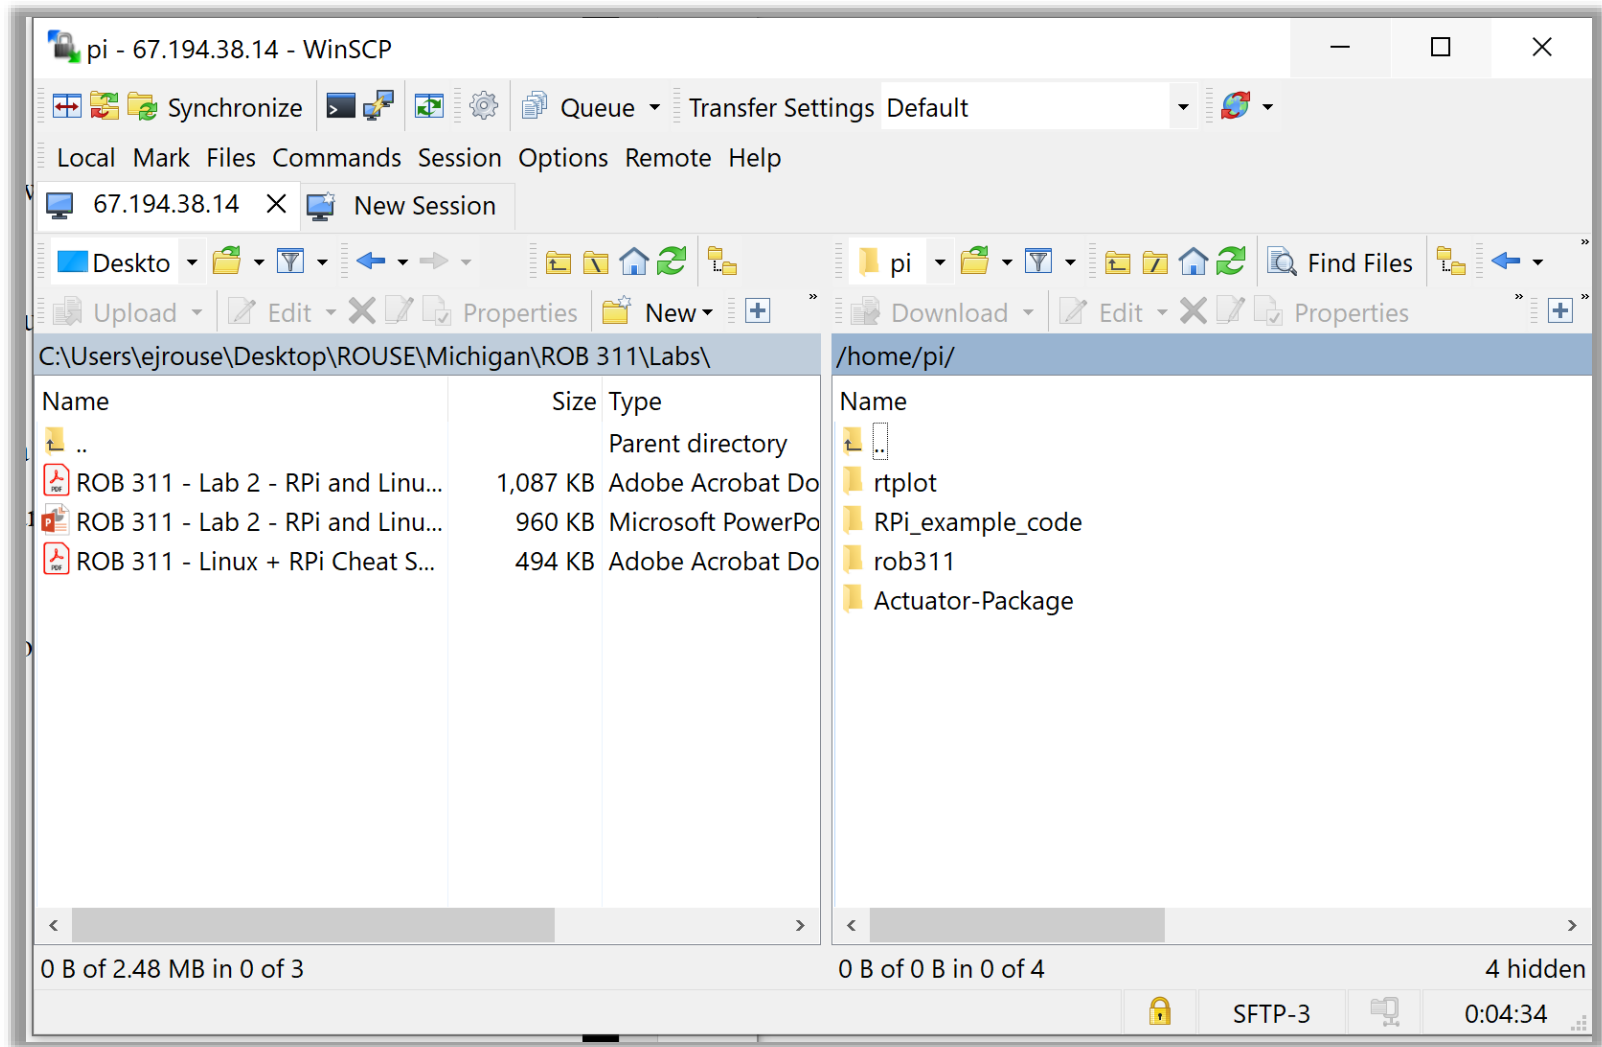 pi - 67.194.38.14 - WinSCP
Synchronize Queue Transfer Settings Default
Local Mark Files Commands Session Options Remote Help
67.194.38.14 New Session
Deskto pi Find Files
Upload Edit Properties New Download Edit Properties
C:\Users\ejrouse\Desktop\ROUSE\Michigan\ROB 311\Labs\ /home/pi/
Name Size Type Name
.. Parent directory ..
ROB 311 - Lab 2 - RPi and Linu... 1,087 KB Adobe Acrobat Do rtplot
ROB 311 - Lab 2 - RPi and Linu... 960 KB Microsoft PowerPo RPi_example_code
ROB 311 - Linux + RPi Cheat S... 494 KB Adobe Acrobat Do rob311
Actuator-Package
0 B of 2.48 MB in 0 of 3 0 B of 0 B in 0 of 4 4 hidden
SFTP-3 0:04:34